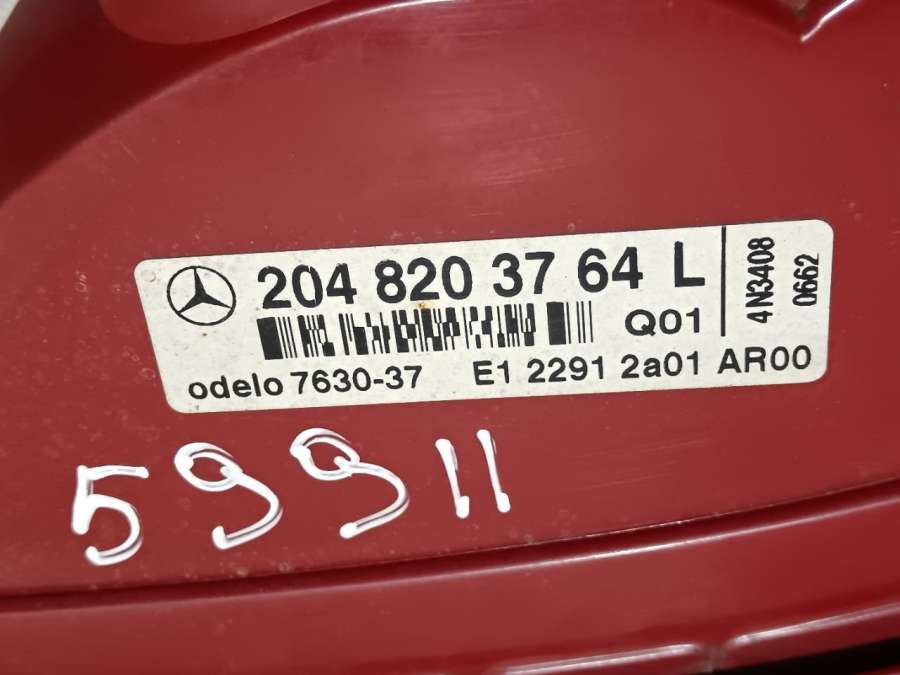 204 820 37 64 L
Q01
odelo 7630-37 E1 2291 2a01 AR00
4N3408
0662
59911